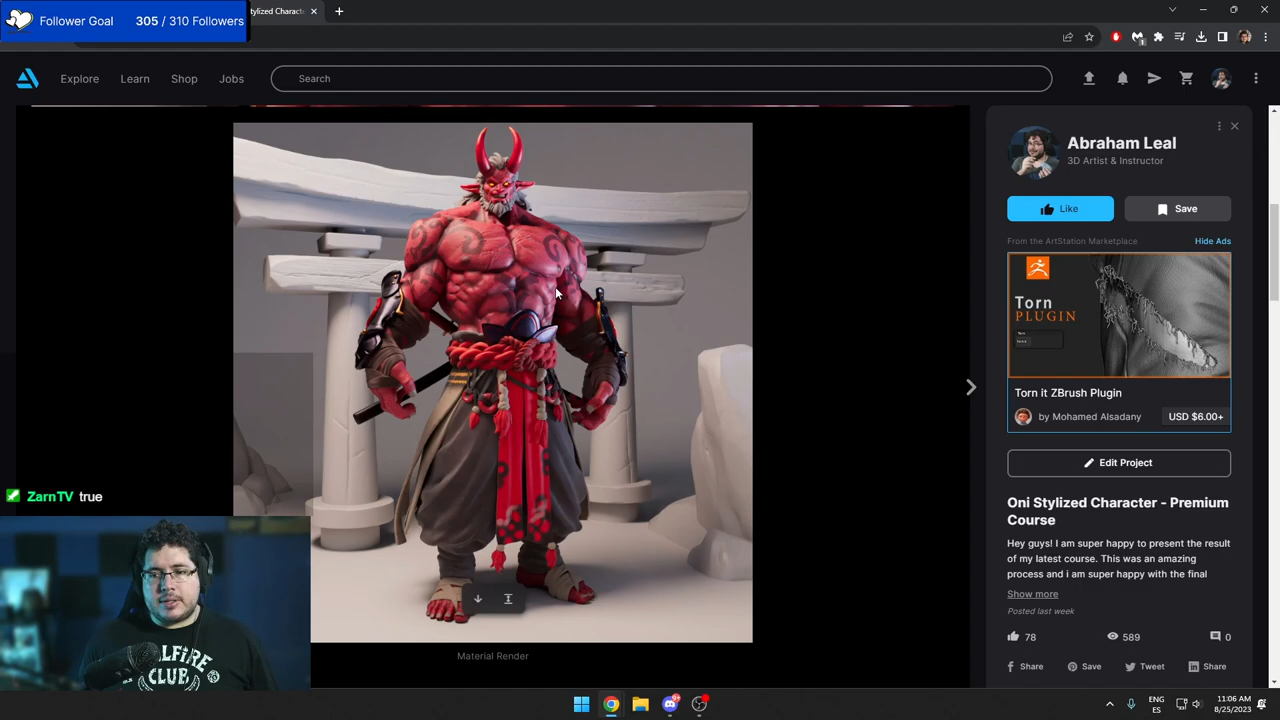 Follower Goal 305 / 310 Followers
tylized Charact
Explore Learn Shop Jobs Search
Abraham Leal
3D Artist & Instructor
Like Save
From the ArtStation Marketplace Hide Ads
Torn
PLUGIN
Torn it ZBrush Plugin
by Mohamed Alsadany USD $6.00+
Edit Project
Oni Stylized Character - Premium
Course
Hey guys! I am super happy to present the result
of my latest course. This was an amazing
process and i am super happy with the final
Show more
Posted last week
78 589 0
Share Save Tweet Share
ZarnTV true
Material Render
CLUB
ENG
ES
11:06 AM
8/25/2023